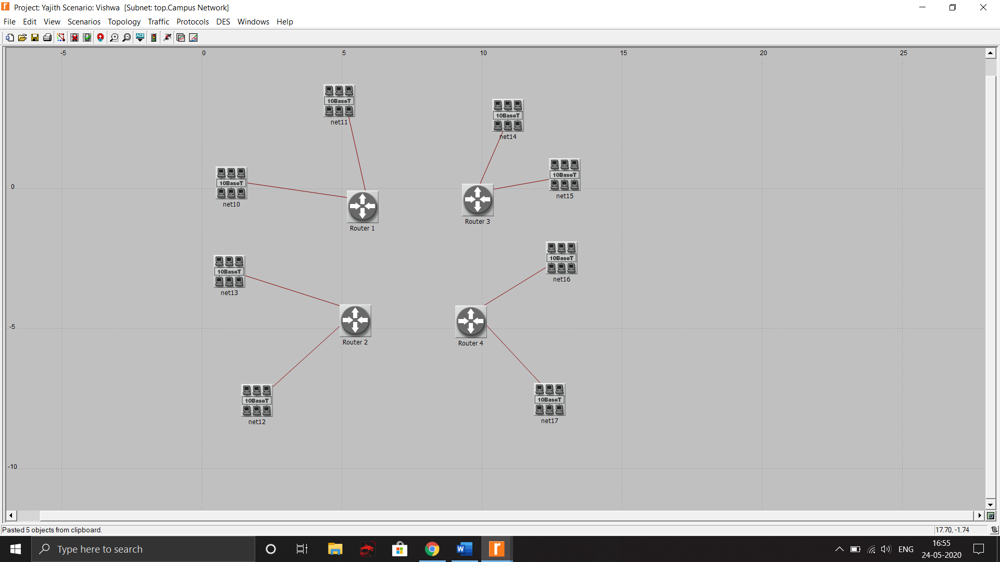 Project: Yajith Scenario: Vishwa [Subnet: top.Campus Network]
File Edit View Scenarios Topology Traffic Protocols DES Windows Help
ACE
-5 0 5 10 15 20 25
10BaseT
net11
10BaseT
net14
10BaseT
net15
0
10BaseT
net10
Router 1
Router 3
10BaseT
net16
10BaseT
net13
-5
Router 2
Router 4
10BaseT
net12
10BaseT
net17
-10
Pasted 5 objects from clipboard.
17.70, -1.74
Type here to search
W
r
ENG
16:55
24-05-2020